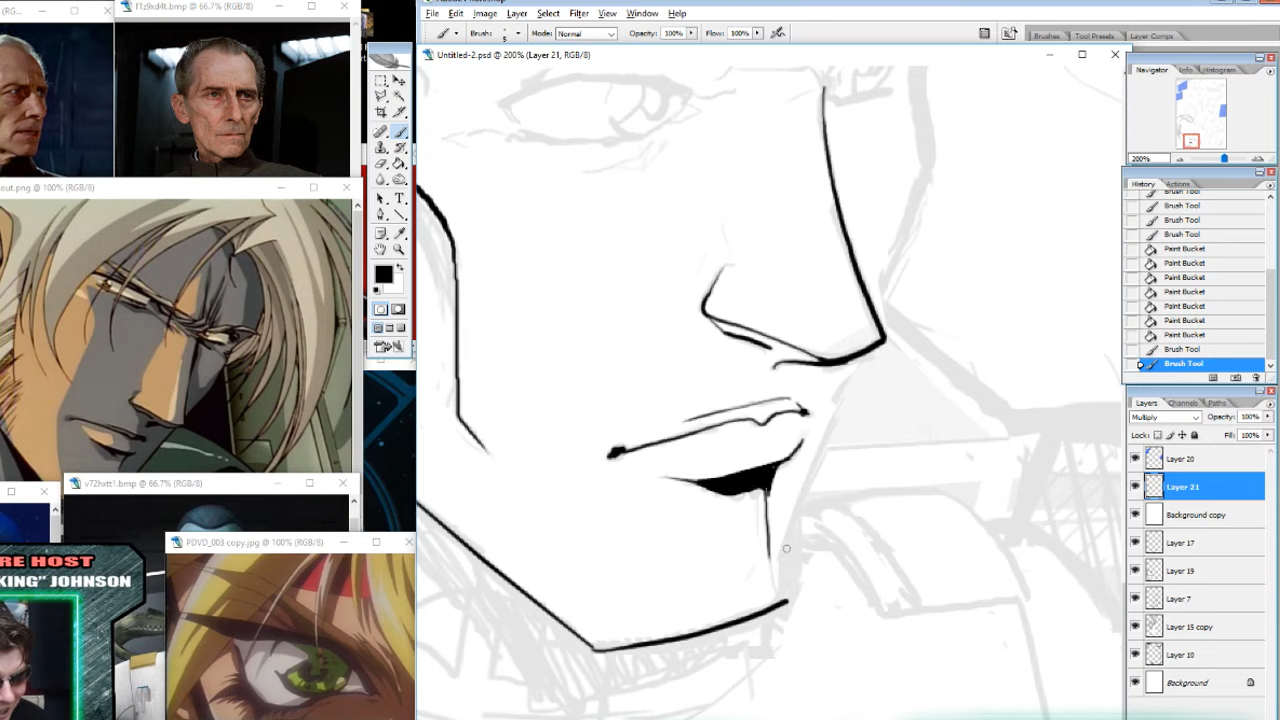 (RG...
f1z9xd4t.bmp @ 66.7% (RGB/8)
File Edit Image Layer Select Filter View Window Help
Brush: 5 Mode: Normal Opacity: 100% Flow: 100%
Brushes Tool Presets Layer Comps
Untitled-2.psd @ 200% (Layer 21, RGB/8)
Navigator Info Histogram
200%
out.png @ 100% (RGB/8)
History Actions
Brush Tool
Brush Tool
Brush Tool
Brush Tool
Paint Bucket
Paint Bucket
Paint Bucket
Paint Bucket
Paint Bucket
Paint Bucket
Paint Bucket
Brush Tool
Brush Tool
Layers Channels Paths
Multiply Opacity: 100%
Lock: Fill: 100%
Layer 20
Layer 21
Background copy
Layer 17
Layer 19
Layer 7
Layer 15 copy
Layer 10
Background
v72hxtt1.bmp @ 66.7% (RGB/8)
PDVD_003 copy.jpg @ 100% (RGB/8)
RE HOST
KING" JOHNSON